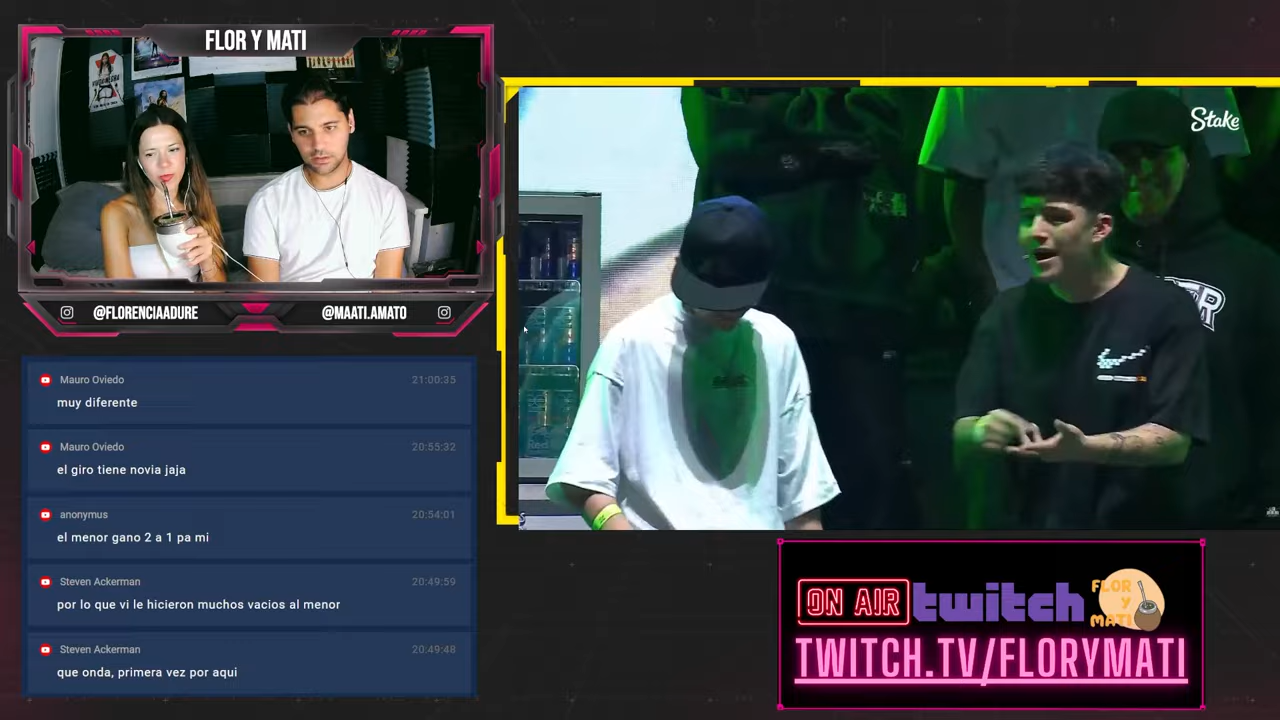 FLOR Y MATI
@FLORENCIAADURE
@MAATI.AMATO
Mauro Oviedo
21:00:35
muy diferente
Mauro Oviedo
20:55:32
el giro tiene novia jaja
anonymus
20:54:01
el menor gano 2 a 1 pa mi
Steven Ackerman
20:49:59
por lo que vi le hicieron muchos vacios al menor
Steven Ackerman
20:49:48
que onda, primera vez por aqui
Stake
ON AIR
twitch
FLOR
Y
MATI
TWITCH.TV/FLORYMATI